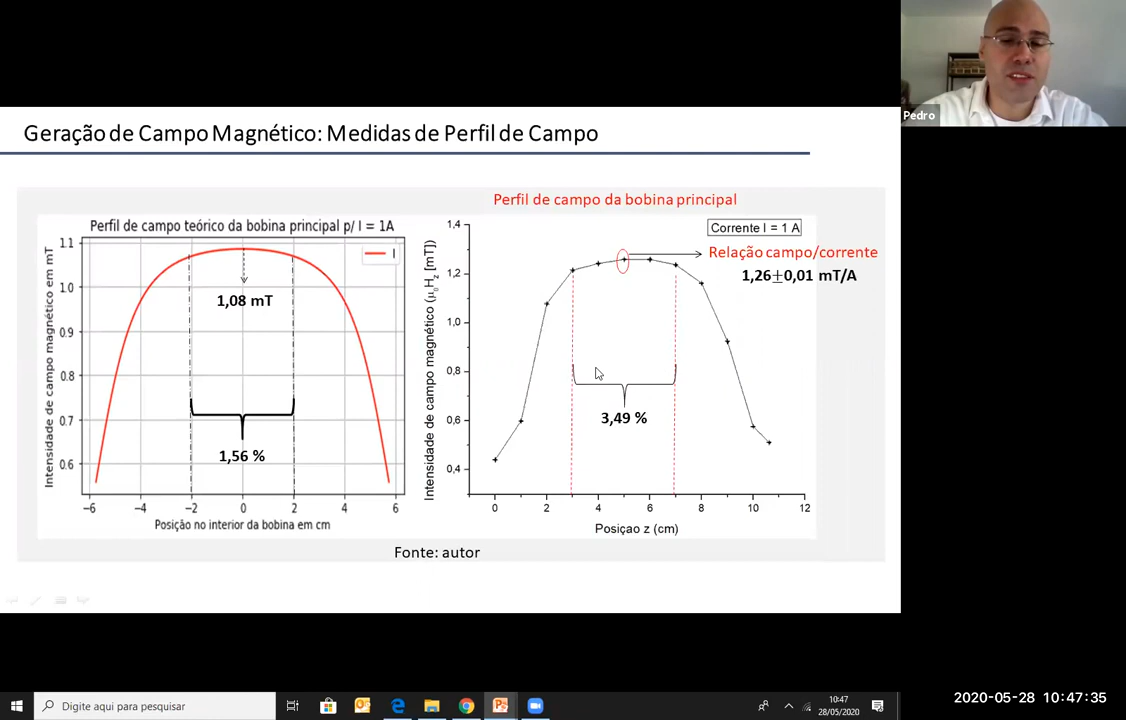 Pedro
Geração de Campo Magnético: Medidas de Perfil de Campo
Perfil de campo teórico da bobina principal p/ I = 1A
1.1
1.0
0.9
0.8
0.7
0.6
Intensidade de campo magnético em mT
I
1,08 mT
1,56 %
−6
−4
−2
0
2
4
6
Posição no interior da bobina em cm
Perfil de campo da bobina principal
Corrente I = 1 A
Relação campo/corrente
1,26±0,01 mT/A
1,4
1,2
1,0
0,8
0,6
0,4
Intensidade de campo magnético (μ0Hz [mT])
3,49 %
0
2
4
6
8
10
12
Posiçao z (cm)
Fonte: autor
Digite aqui para pesquisar
10:47
28/05/2020
2020-05-28 10:47:35